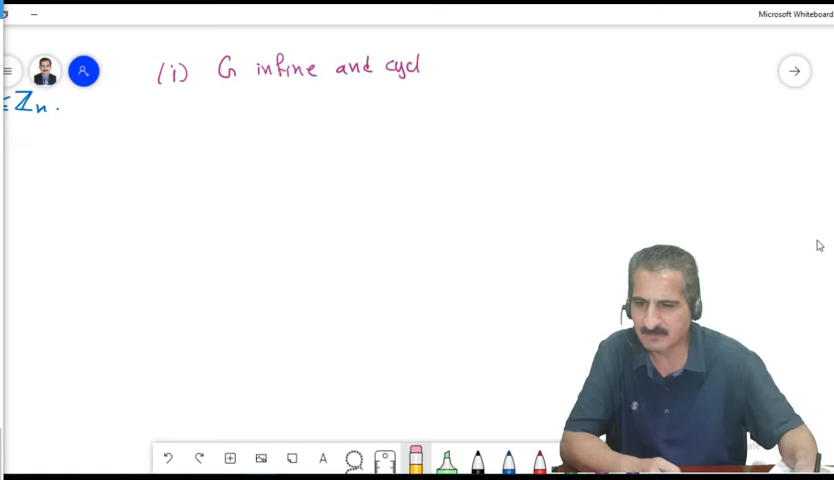 Microsoft Whiteboard
(i) G infine and cycl
ℤn.
A